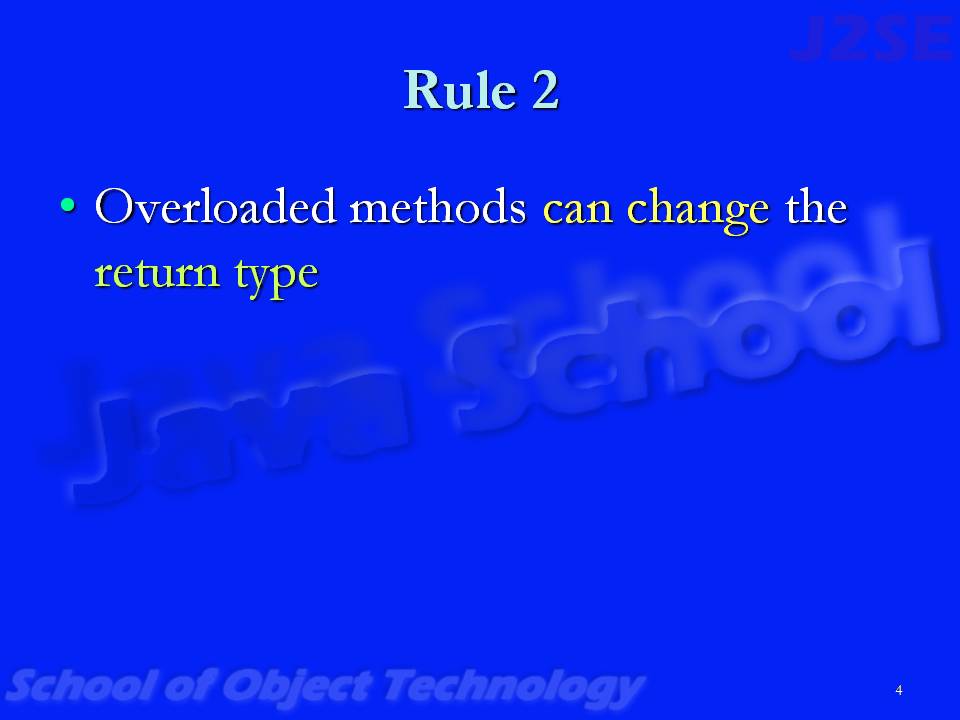 J2SE
Rule 2
• Overloaded methods can change the
return type
Java School
School of Object Technology
4